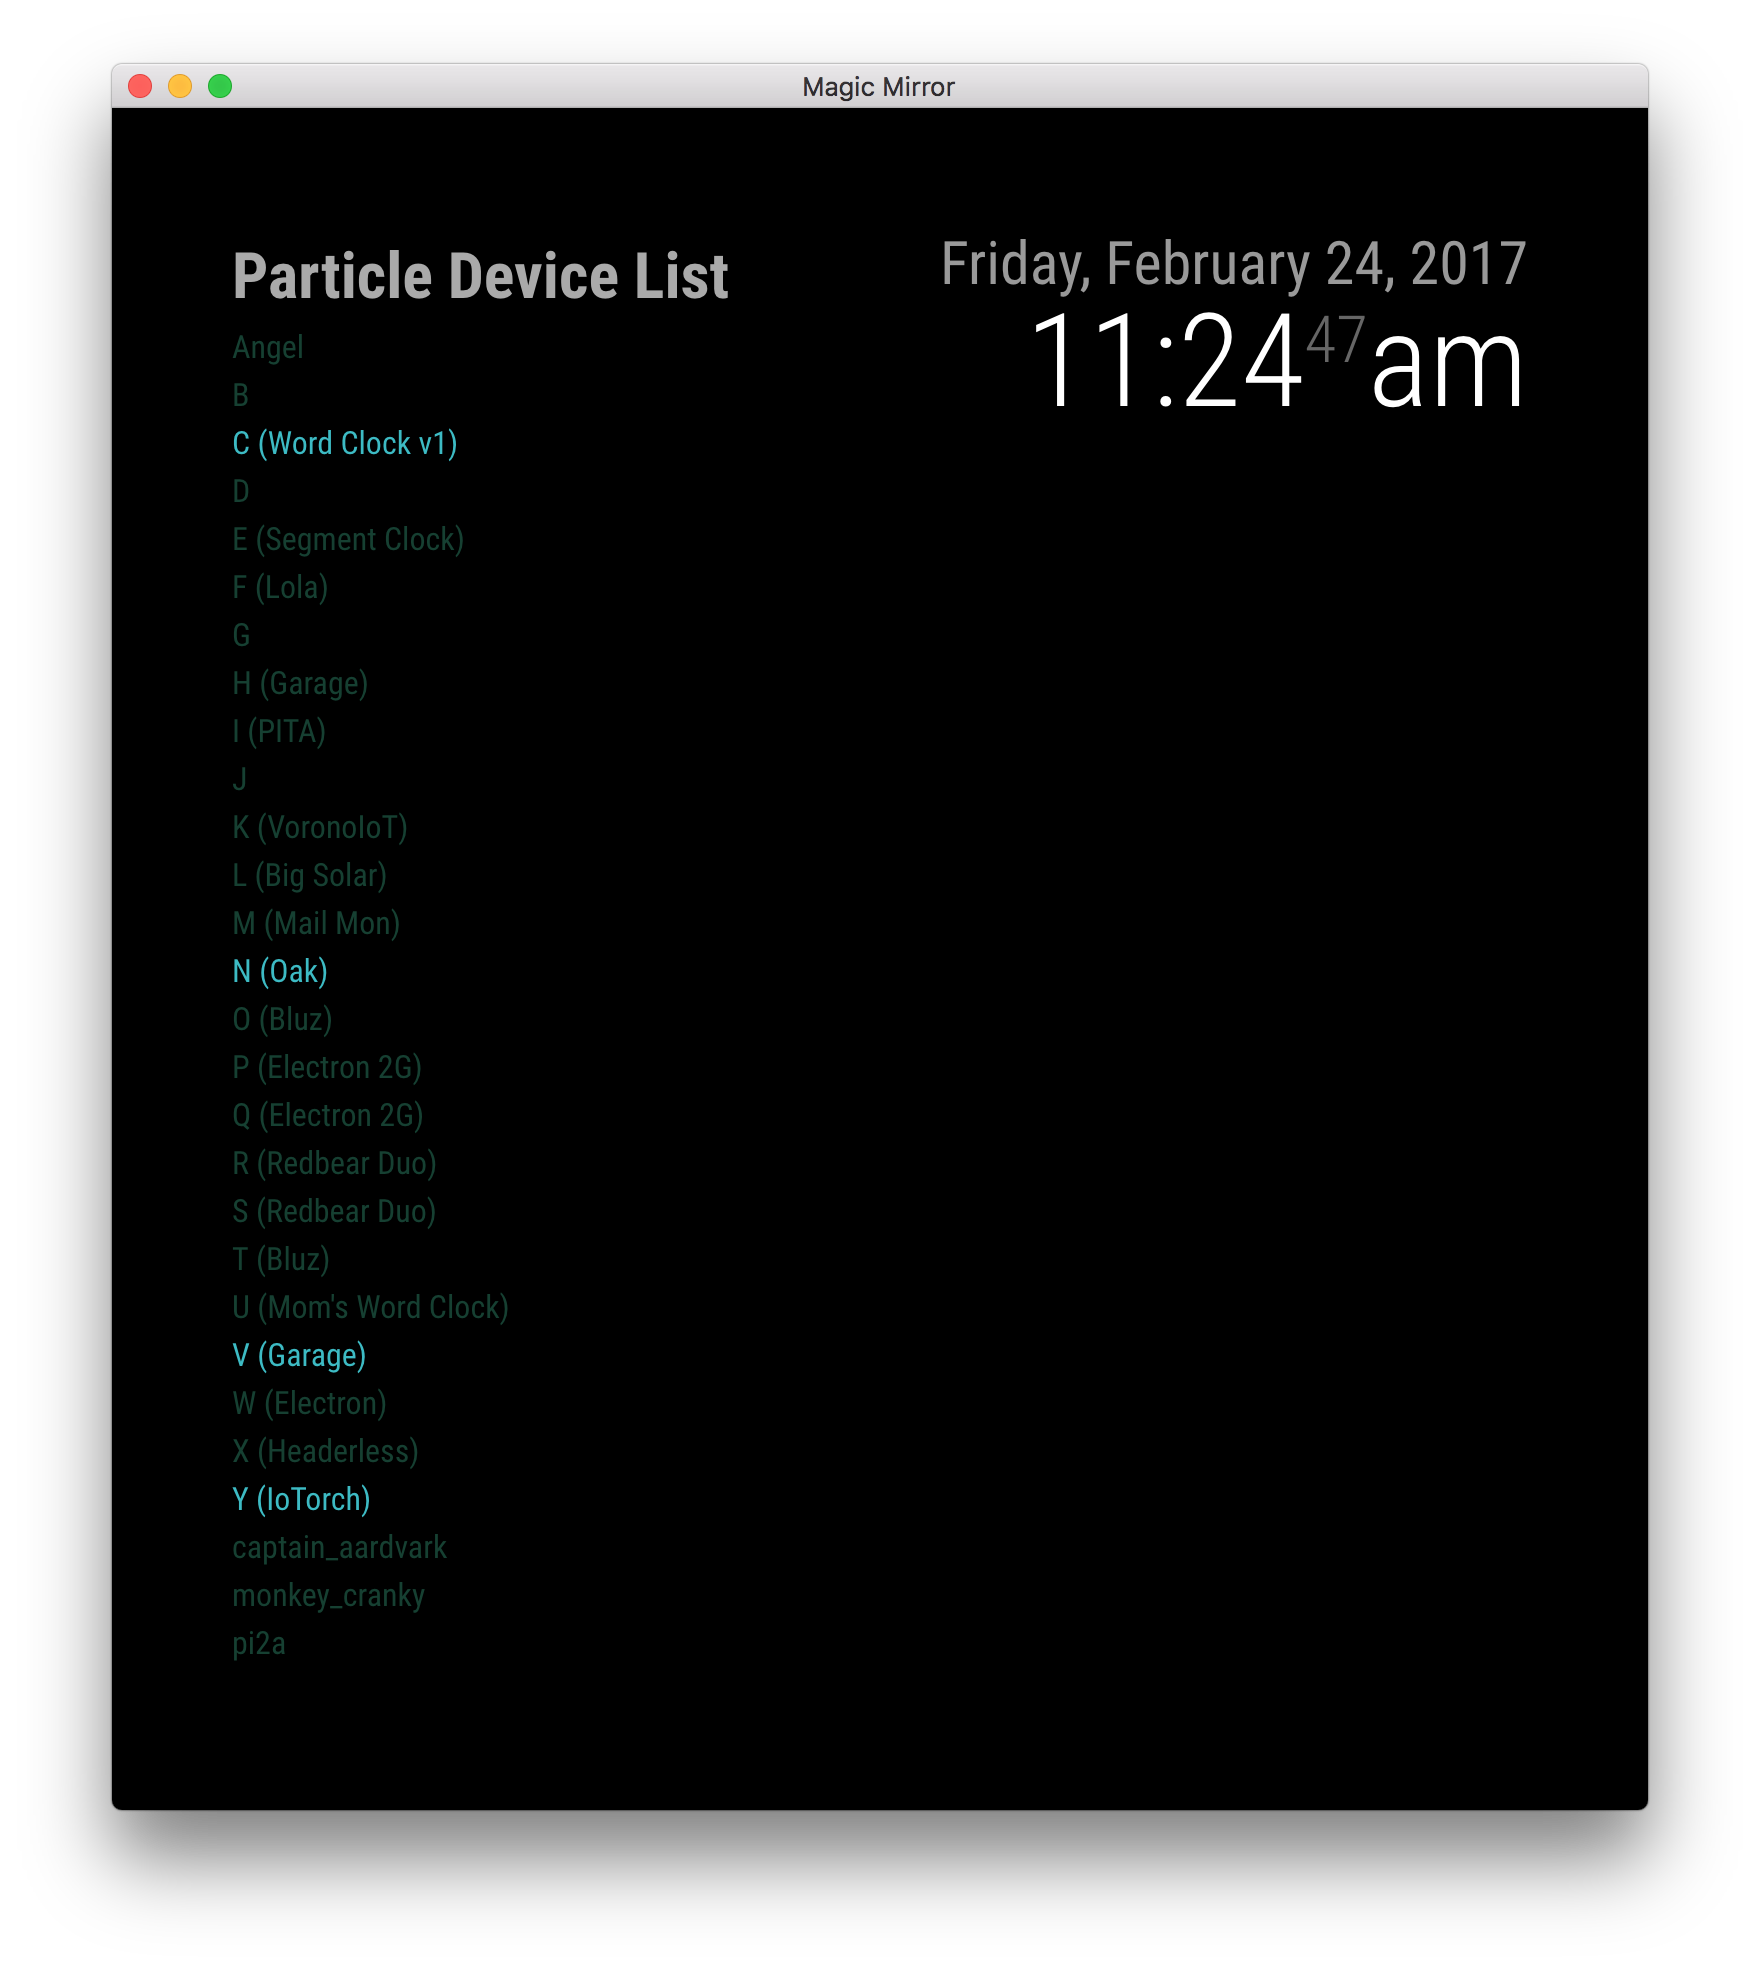 Magic Mirror
Particle Device List
Angel
B
C (Word Clock v1)
D
E (Segment Clock)
F (Lola)
G
H (Garage)
I (PITA)
J
K (VoronoIoT)
L (Big Solar)
M (Mail Mon)
N (Oak)
O (Bluz)
P (Electron 2G)
Q (Electron 2G)
R (Redbear Duo)
S (Redbear Duo)
T (Bluz)
U (Mom's Word Clock)
V (Garage)
W (Electron)
X (Headerless)
Y (IoTorch)
captain_aardvark
monkey_cranky
pi2a
Friday, February 24, 2017
11:24 47 am